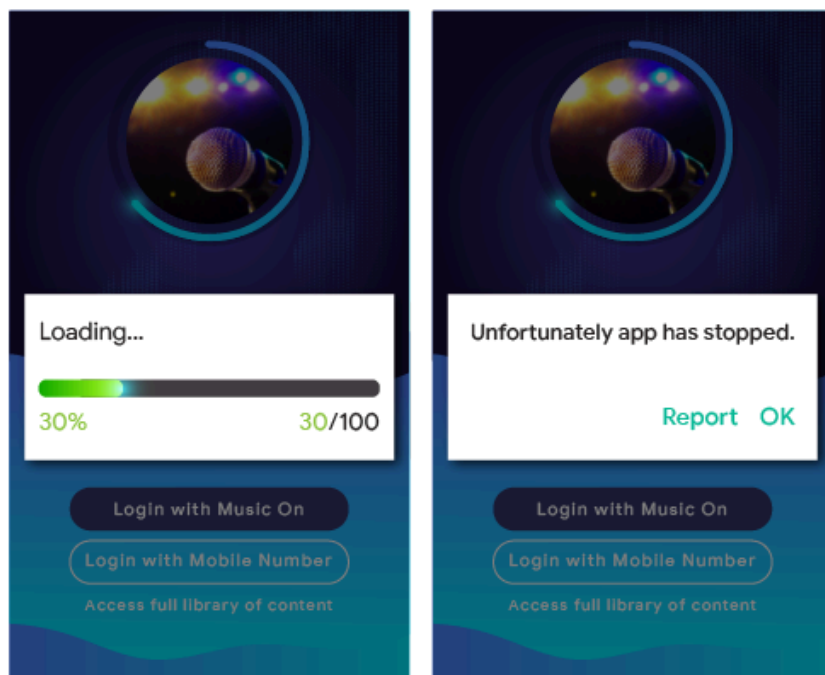 Loading...
30%
30/100
Login with Music On
Login with Mobile Number
Access full library of content
Unfortunately app has stopped.
Report OK
Login with Music On
Login with Mobile Number
Access full library of content